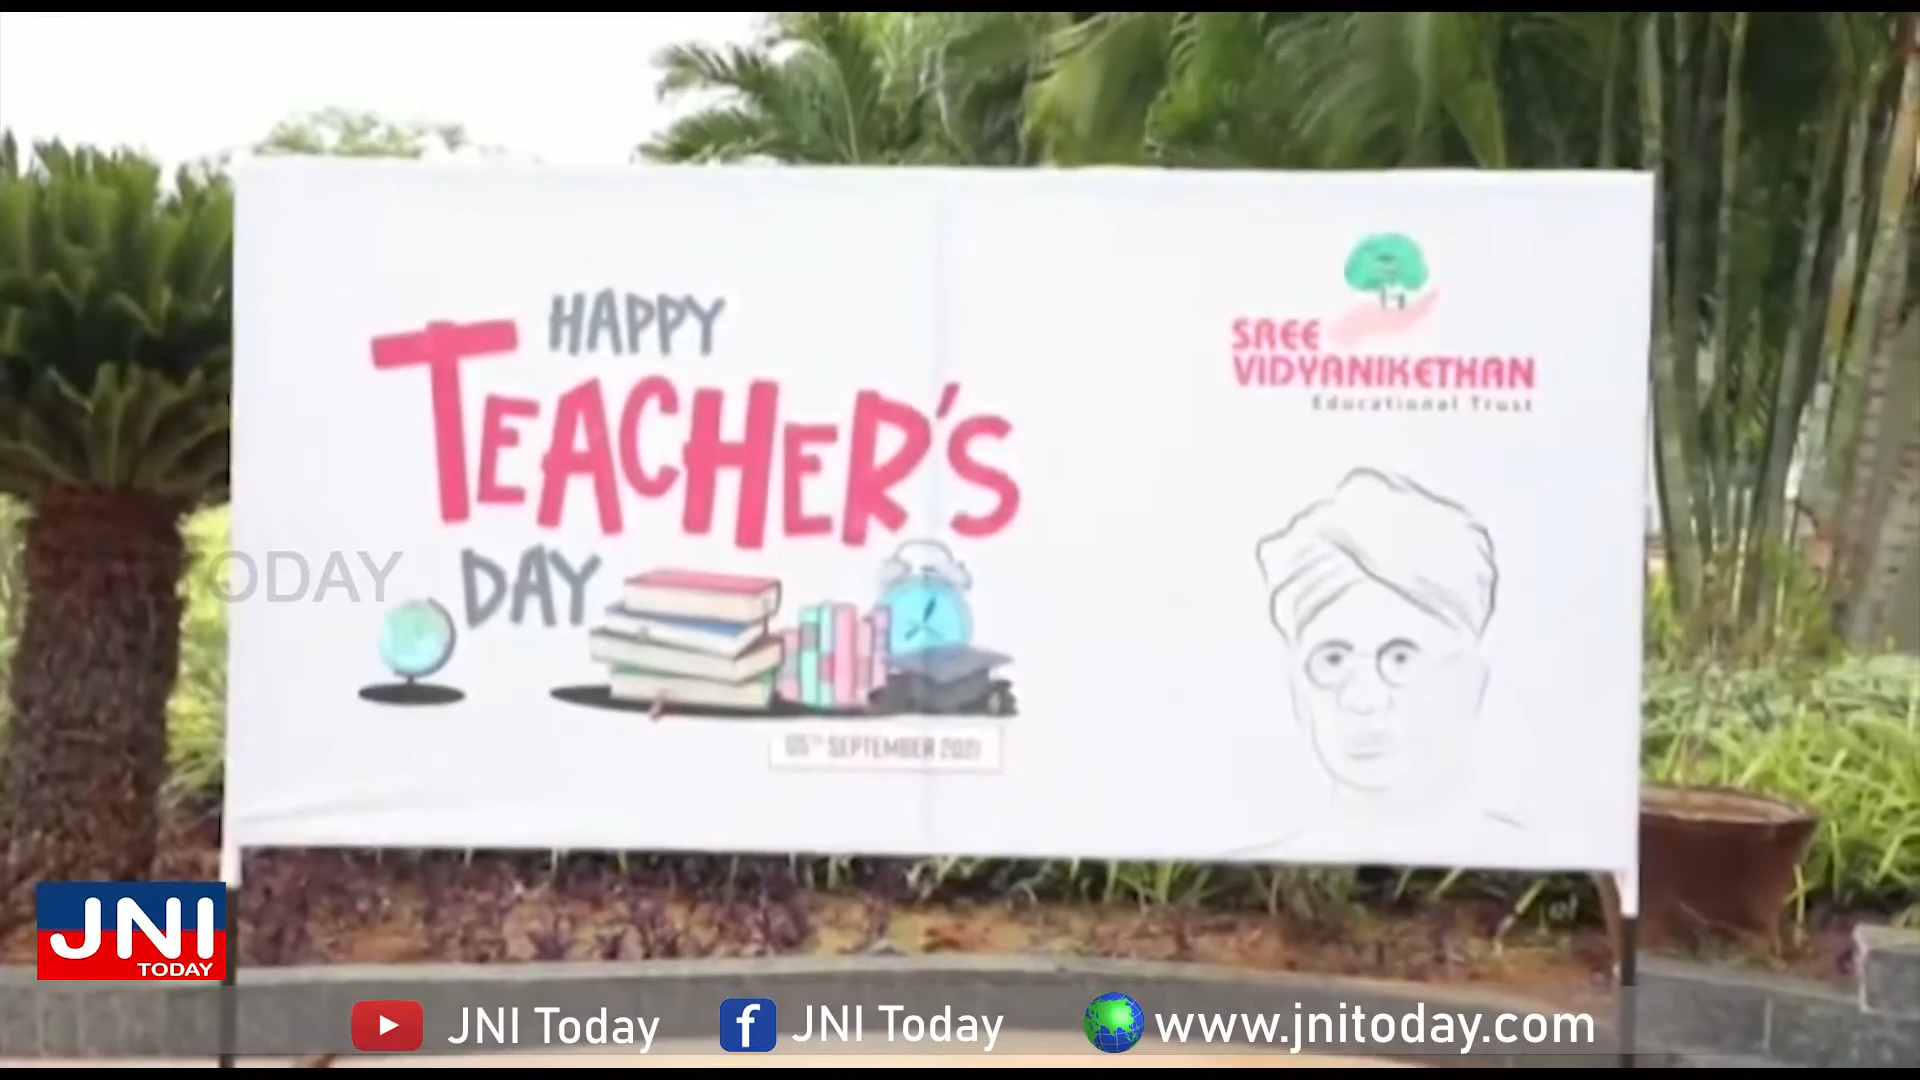 HAPPY
TEACHER'S
DAY
05TH SEPTEMBER 2021
SREE
VIDYANIKETHAN
Educational Trust
TODAY
JNI
TODAY
JNI Today
JNI Today
www.jnitoday.com